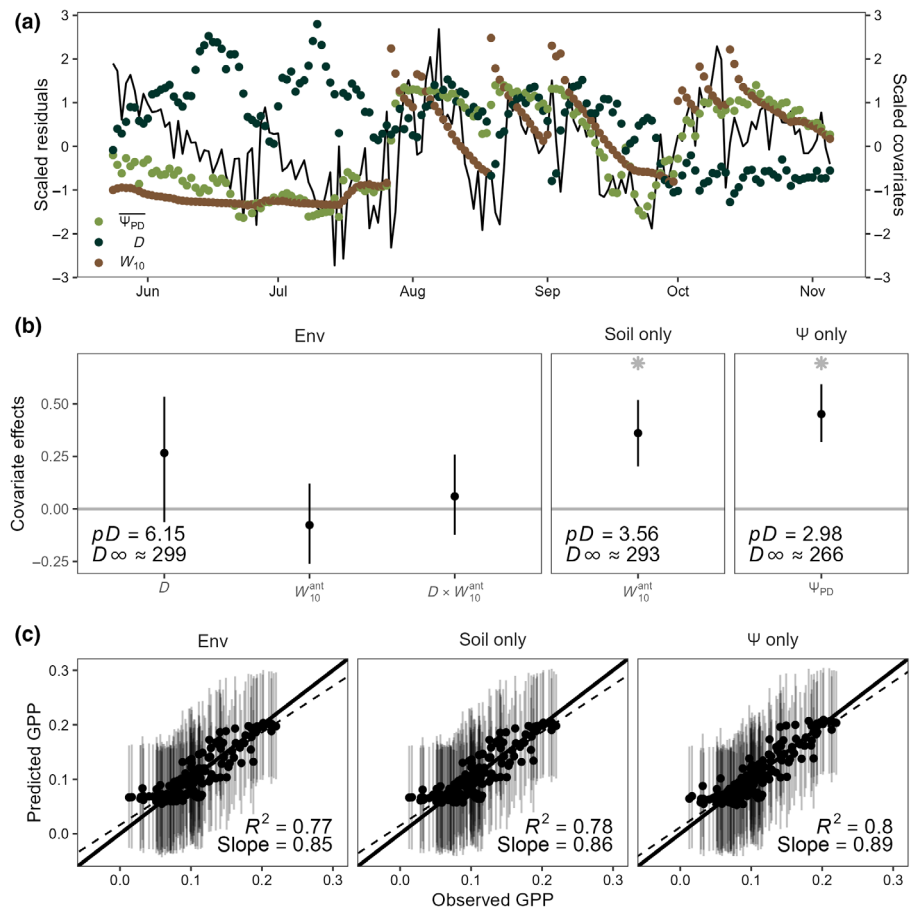 (a)
3
2
1
0
−1
−2
−3
Scaled residuals
3
2
1
0
−1
−2
−3
Scaled covariates
Ψ̅PD
D
W10
Jun Jul Aug Sep Oct Nov
(b)
Env Soil only Ψ only
Covariate effects
0.50
0.25
0.00
−0.25
* *
pD = 6.15
D∞ ≈ 299
pD = 3.56
D∞ ≈ 293
pD = 2.98
D∞ ≈ 266
D W10ant D × W10ant W10ant ΨPD
(c)
Env Soil only Ψ only
Predicted GPP
0.3
0.2
0.1
0.0
R2 = 0.77
Slope = 0.85
R2 = 0.78
Slope = 0.86
R2 = 0.8
Slope = 0.89
0.0 0.1 0.2 0.3 0.0 0.1 0.2 0.3 0.0 0.1 0.2 0.3
Observed GPP